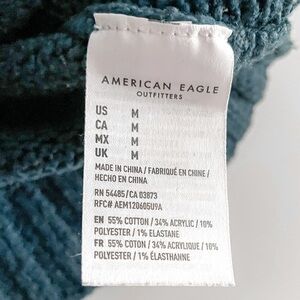 AMERICAN EAGLE
OUTFITTERS
US M
CA M
MX M
UK M
MADE IN CHINA / FABRIQUÉ EN CHINE /
HECHO EN CHINA
RN 54485 / CA 03873
RFC# AEM120605U9A
EN 55% COTTON / 34% ACRYLIC / 10%
POLYESTER / 1% ELASTANE
FR 55% COTON / 34% ACRYLIQUE / 10%
POLYESTER / 1% ÉLASTHANNE